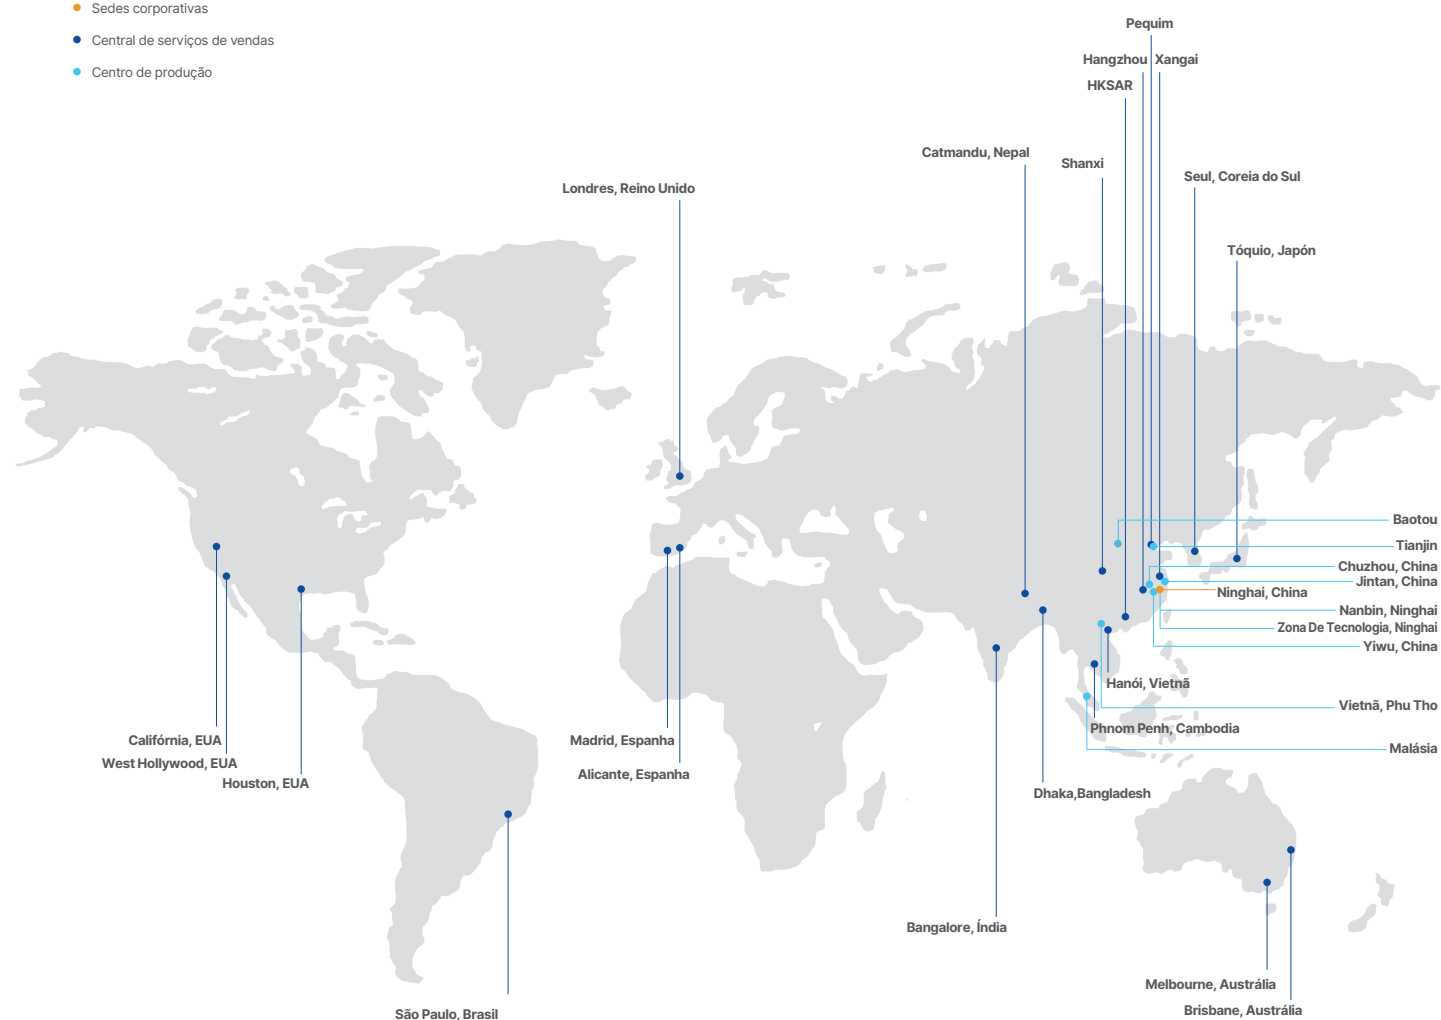 Sedes corporativas
Central de serviços de vendas
Centro de produção
Pequim
Hangzhou
Xangai
HKSAR
Catmandu, Nepal
Shanxi
Seul, Coreia do Sul
Londres, Reino Unido
Tóquio, Japón
Baotou
Tianjin
Chuzhou, China
Jintan, China
Ninghai, China
Nanbin, Ninghai
Zona De Tecnologia, Ninghai
Yiwu, China
Hanói, Vietnã
Vietnã, Phu Tho
Phnom Penh, Cambodia
Malásia
Califórnia, EUA
West Hollywood, EUA
Houston, EUA
Madrid, Espanha
Alicante, Espanha
Dhaka,Bangladesh
Bangalore, Índia
Melbourne, Austrália
Brisbane, Austrália
São Paulo, Brasil